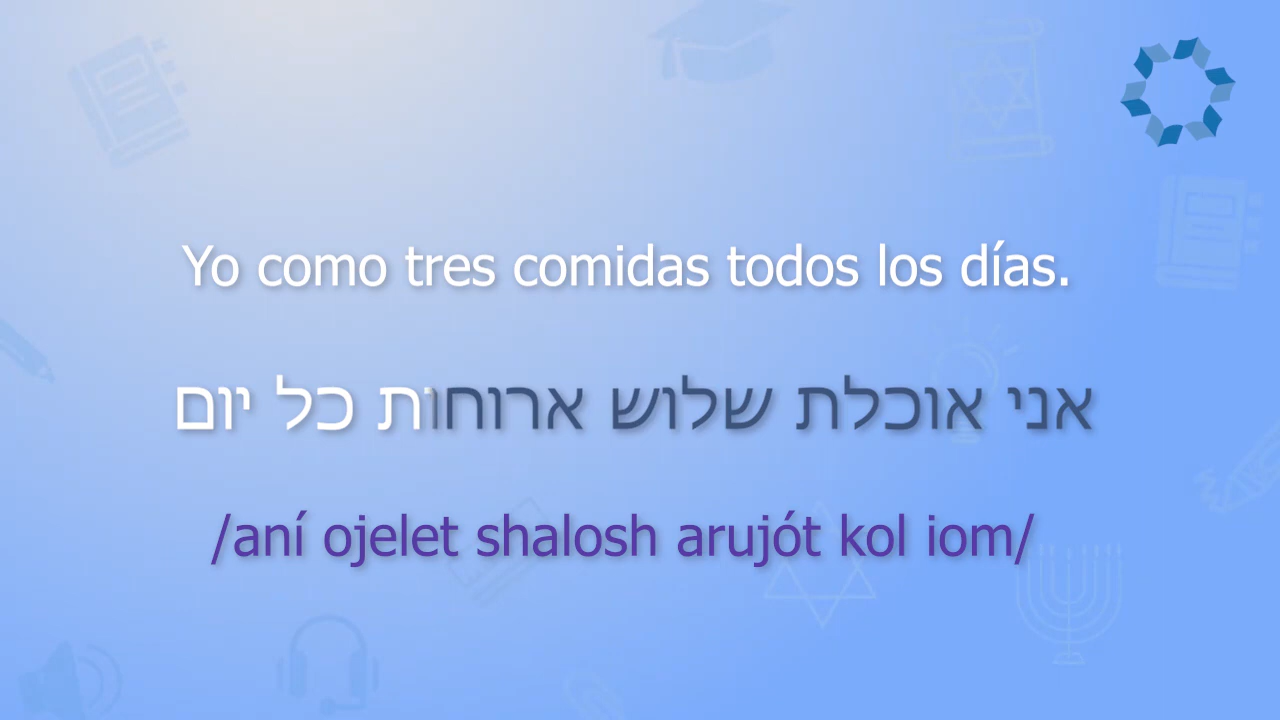 Yo como tres comidas todos los días.
אני אוכלת שלוש ארוחות כל יום
/aní ojelet shalosh arujót kol iom/